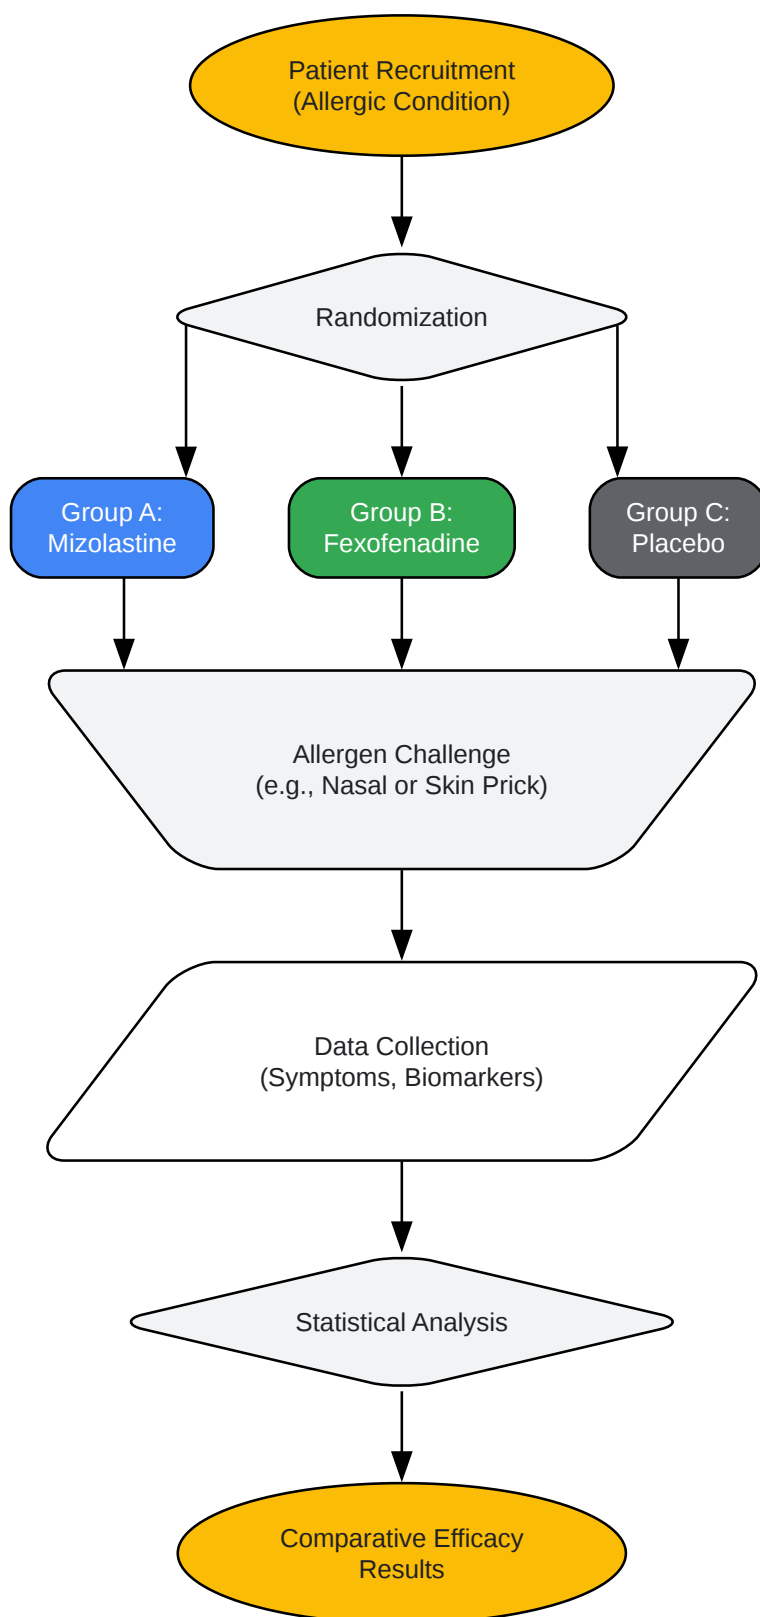 Patient Recruitment
(Allergic Condition)
Randomization
Group A:
Mizolastine
Group B:
Fexofenadine
Group C:
Placebo
Allergen Challenge
(e.g., Nasal or Skin Prick)
Data Collection
(Symptoms, Biomarkers)
Statistical Analysis
Comparative Efficacy
Results